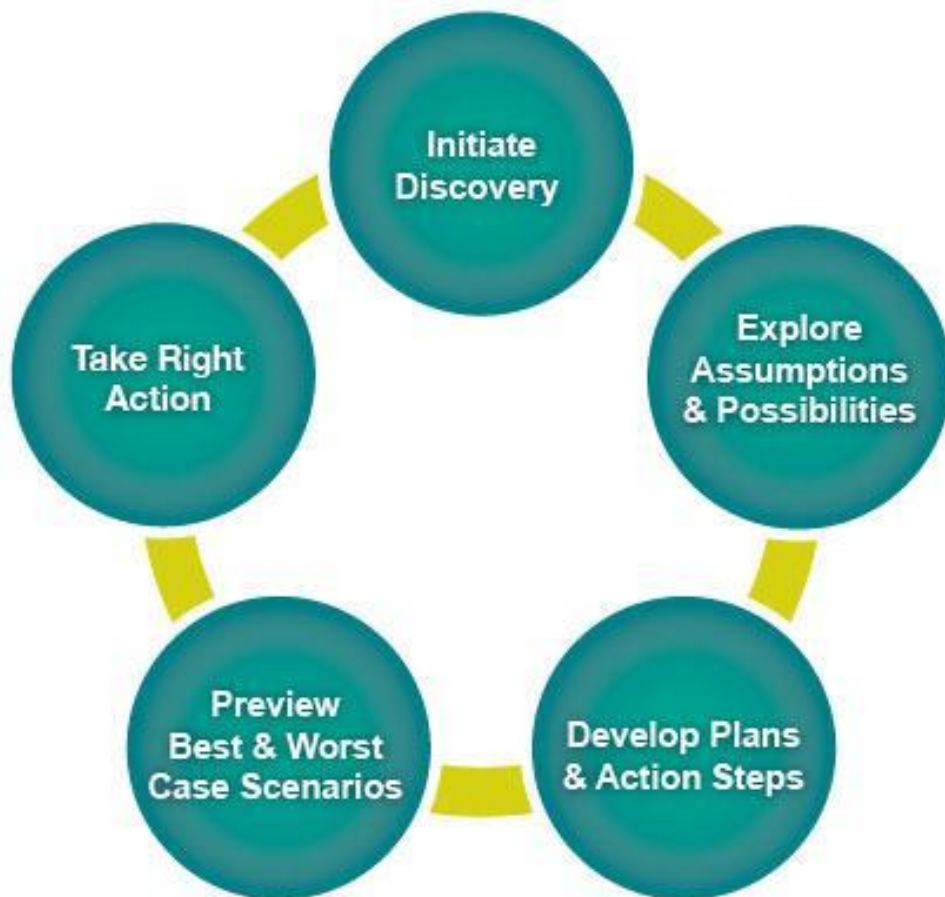 Initiate
Discovery
Explore
Assumptions
& Possibilities
Develop Plans
& Action Steps
Preview
Best & Worst
Case Scenarios
Take Right
Action